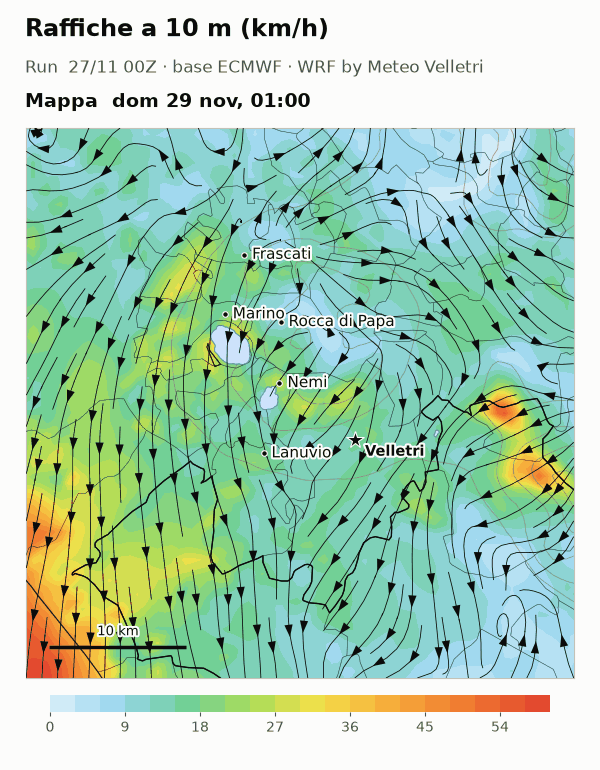 Raffiche a 10 m (km/h)
Run 27/11 00Z · base ECMWF · WRF by Meteo Velletri
Mappa dom 29 nov, 01:00
Frascati
Marino
Rocca di Papa
Nemi
Velletri
Lanuvio
10 km
0 9 18 27 36 45 54